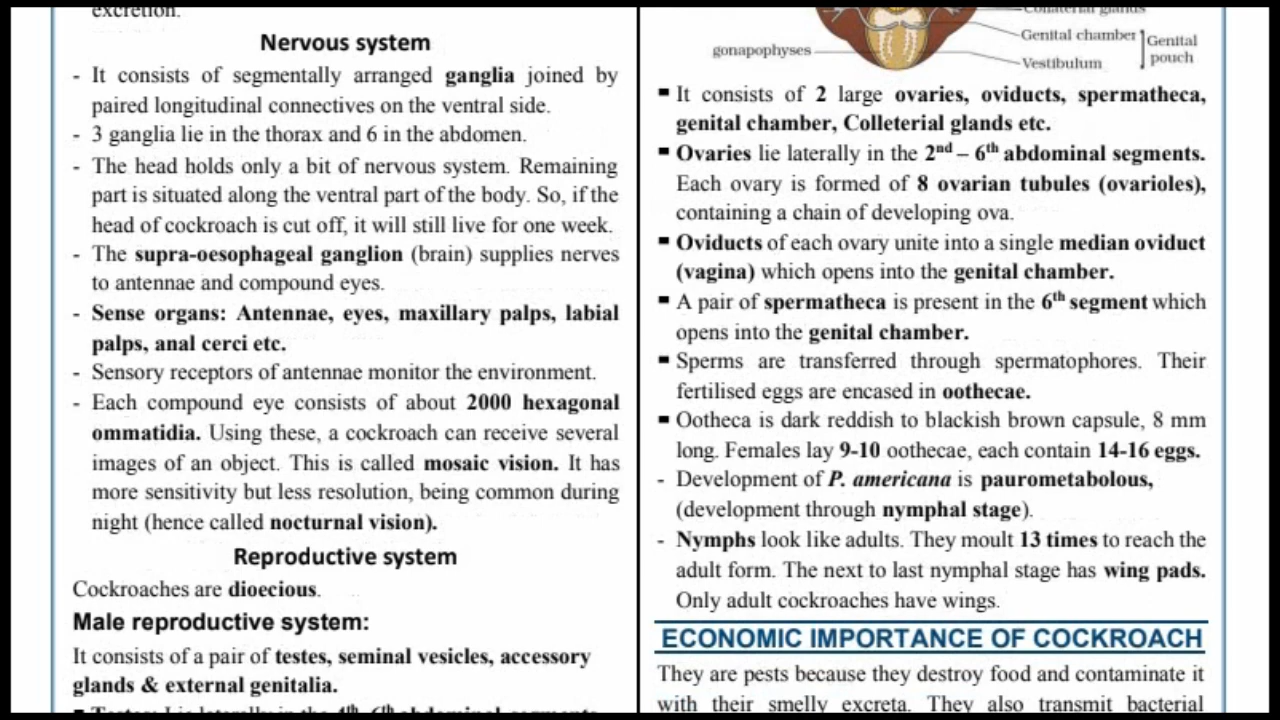 excretion.
Nervous system
- It consists of segmentally arranged ganglia joined by
paired longitudinal connectives on the ventral side.
- 3 ganglia lie in the thorax and 6 in the abdomen.
- The head holds only a bit of nervous system. Remaining
part is situated along the ventral part of the body. So, if the
head of cockroach is cut off, it will still live for one week.
- The supra-oesophageal ganglion (brain) supplies nerves
to antennae and compound eyes.
- Sense organs: Antennae, eyes, maxillary palps, labial
palps, anal cerci etc.
- Sensory receptors of antennae monitor the environment.
- Each compound eye consists of about 2000 hexagonal
ommatidia. Using these, a cockroach can receive several
images of an object. This is called mosaic vision. It has
more sensitivity but less resolution, being common during
night (hence called nocturnal vision).
Reproductive system
Cockroaches are dioecious.
Male reproductive system:
It consists of a pair of testes, seminal vesicles, accessory
glands & external genitalia.
▪ Testes: Lie laterally in the 4th -6th abdominal segments
Collaterial glands
Genital chamber
Genital
pouch
gonapophyses
Vestibulum
▪ It consists of 2 large ovaries, oviducts, spermatheca,
genital chamber, Colleterial glands etc.
▪ Ovaries lie laterally in the 2nd – 6th abdominal segments.
Each ovary is formed of 8 ovarian tubules (ovarioles),
containing a chain of developing ova.
▪ Oviducts of each ovary unite into a single median oviduct
(vagina) which opens into the genital chamber.
▪ A pair of spermatheca is present in the 6th segment which
opens into the genital chamber.
▪ Sperms are transferred through spermatophores. Their
fertilised eggs are encased in oothecae.
▪ Ootheca is dark reddish to blackish brown capsule, 8 mm
long. Females lay 9-10 oothecae, each contain 14-16 eggs.
- Development of P. americana is paurometabolous,
(development through nymphal stage).
- Nymphs look like adults. They moult 13 times to reach the
adult form. The next to last nymphal stage has wing pads.
Only adult cockroaches have wings.
ECONOMIC IMPORTANCE OF COCKROACH
They are pests because they destroy food and contaminate it
with their smelly excreta. They also transmit bacterial